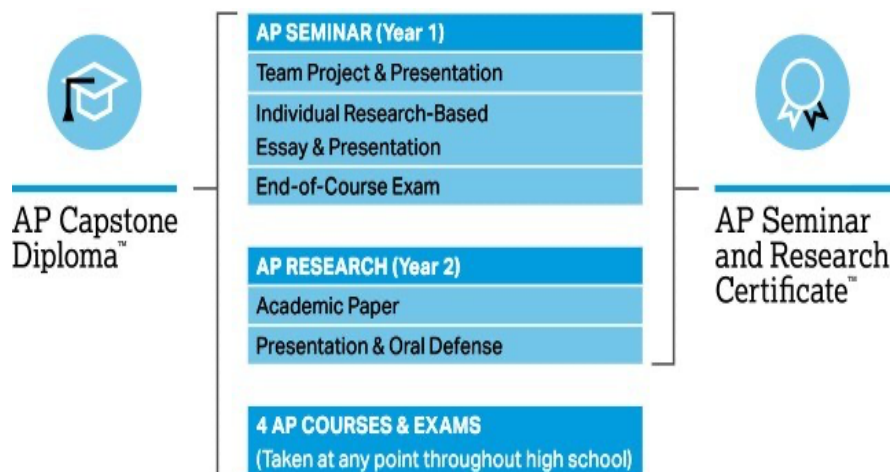 AP SEMINAR (Year 1)
Team Project & Presentation
Individual Research-Based
Essay & Presentation
End-of-Course Exam
AP Capstone
Diploma™
AP Seminar
and Research
Certificate™
AP RESEARCH (Year 2)
Academic Paper
Presentation & Oral Defense
4 AP COURSES & EXAMS
(Taken at any point throughout high school)